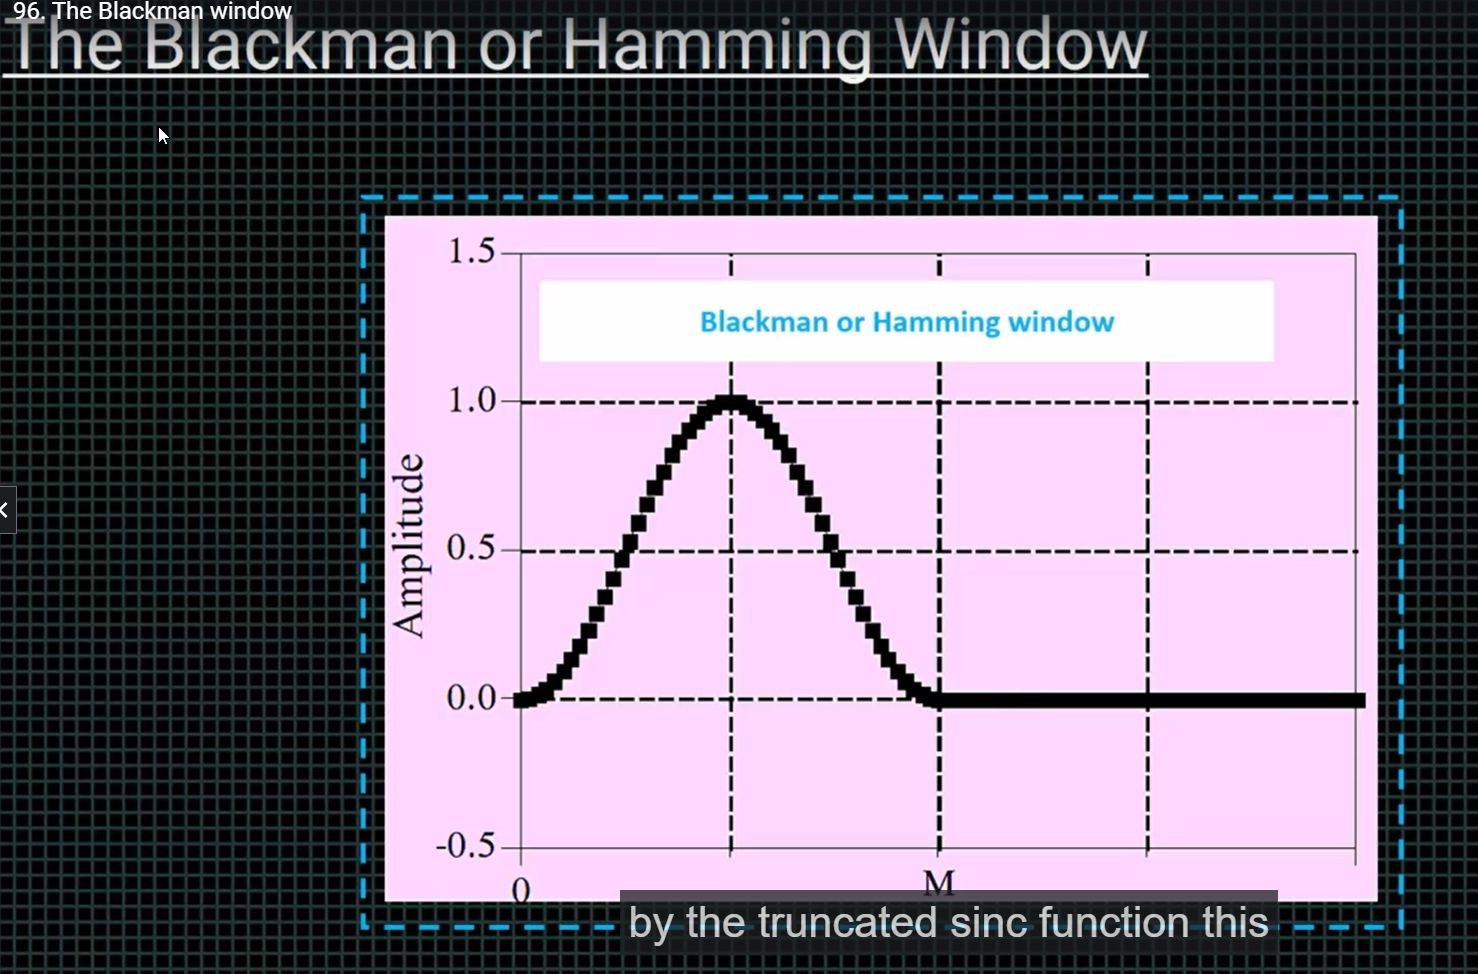 96. The Blackman window
The Blackman or Hamming Window
1.5
Blackman or Hamming window
1.0
Amplitude
0.5
0.0
-0.5
0
M
by the truncated sinc function this